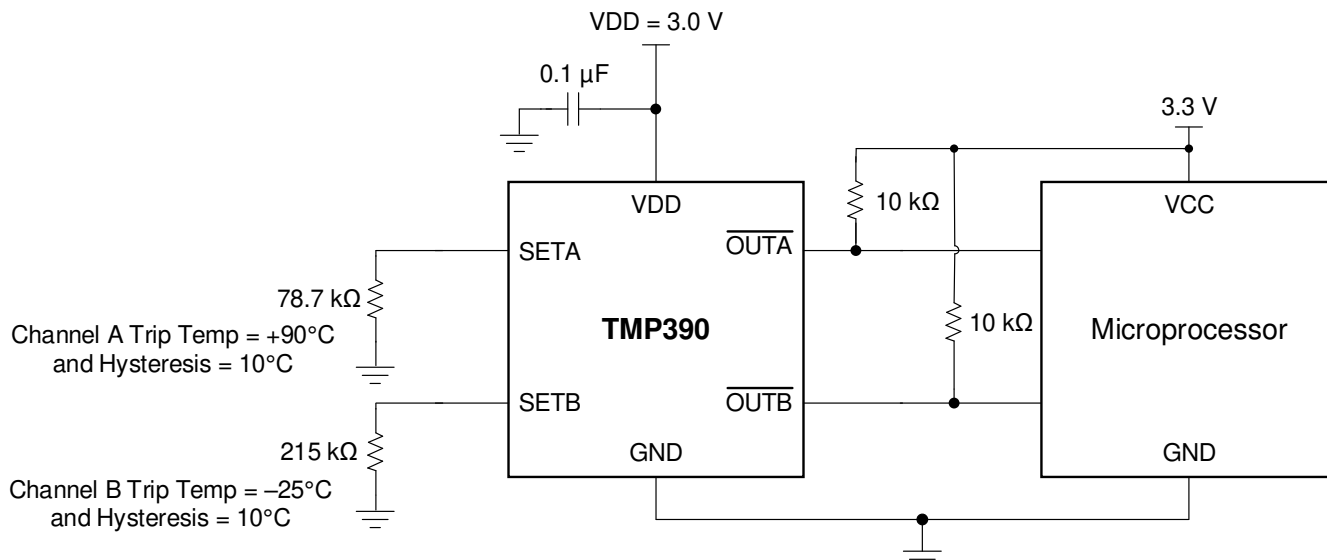 VDD = 3.0 V
0.1 µF
3.3 V
VDD
10 kΩ
VCC
SETA
OUTA
78.7 kΩ
Channel A Trip Temp = +90°C
and Hysteresis = 10°C
TMP390
10 kΩ
Microprocessor
SETB
OUTB
215 kΩ
GND
GND
Channel B Trip Temp = –25°C
and Hysteresis = 10°C